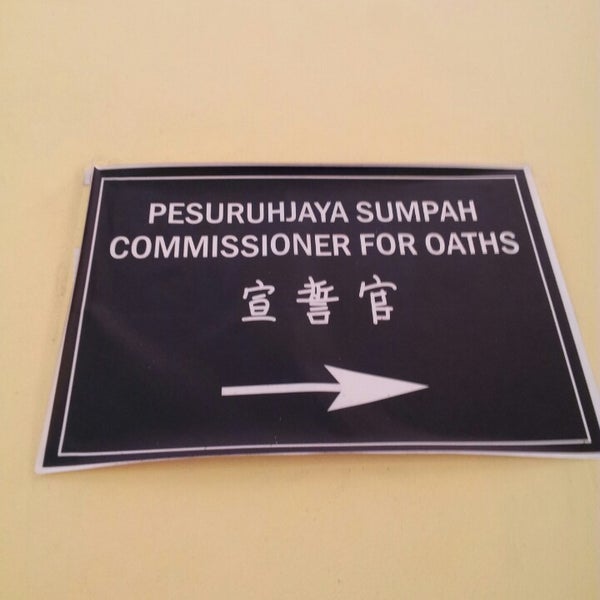 PESURUHJAYA SUMPAH
COMMISSIONER FOR OATHS
宣誓官